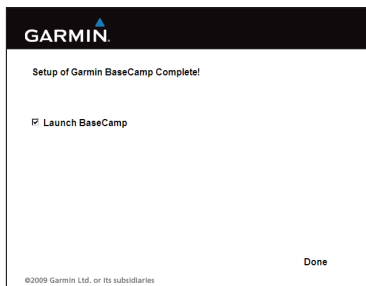 GARMIN.
Setup of Garmin BaseCamp Complete!
Launch BaseCamp
Done
©2009 Garmin Ltd. or its subsidiaries